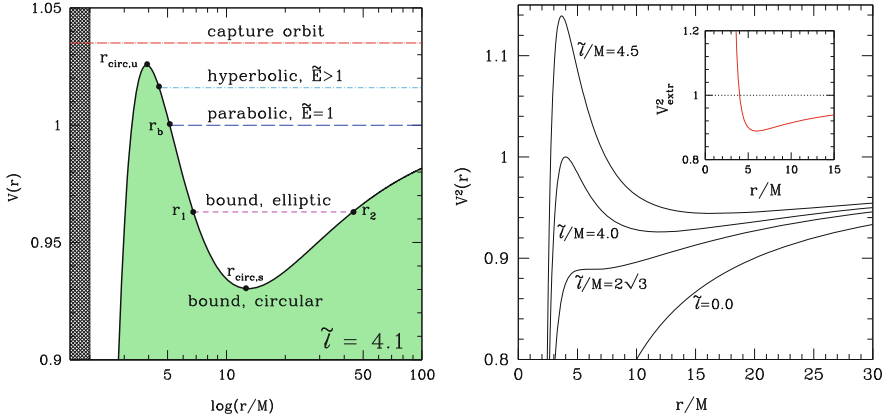 capture orbit
r_circ,u
hyperbolic, Ẽ>1
parabolic, Ẽ=1
r_b
bound, elliptic
r_1
r_2
r_circ,s
bound, circular
l̃ = 4.1
1.05
1
0.95
0.9
V(r)
5
10
50
100
log(r/M)
1.1
1
0.9
0.8
V²(r)
l̃/M=4.5
l̃/M=4.0
l̃/M=2√3
l̃=0.0
0
5
10
15
20
25
30
r/M
1.2
1
0.8
V²_extr
0
5
10
15
r/M